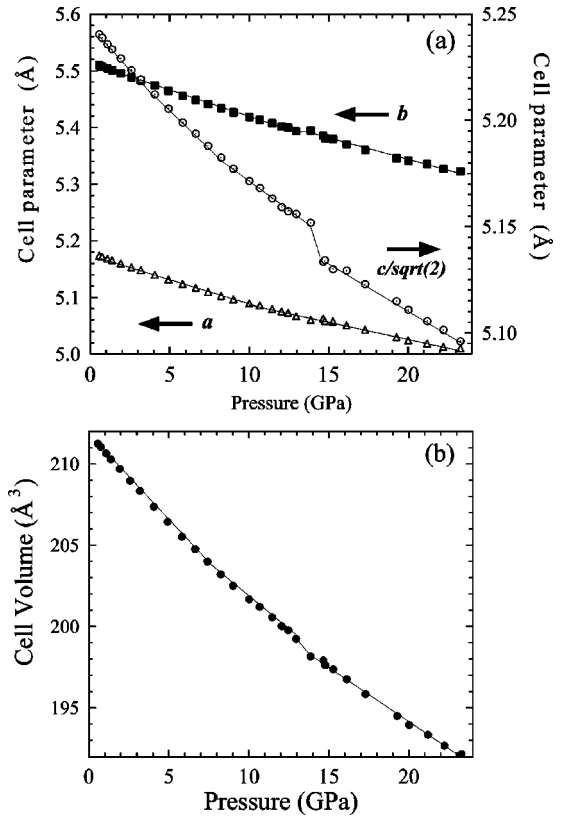 (a)
5.6
5.5
5.4
5.3
5.2
5.1
5.0
Cell parameter (Å)
5.25
5.20
5.15
5.10
Cell parameter (Å)
b
c/sqrt(2)
a
0 5 10 15 20
Pressure (GPa)
(b)
210
205
200
195
Cell Volume (Å³)
0 5 10 15 20
Pressure (GPa)